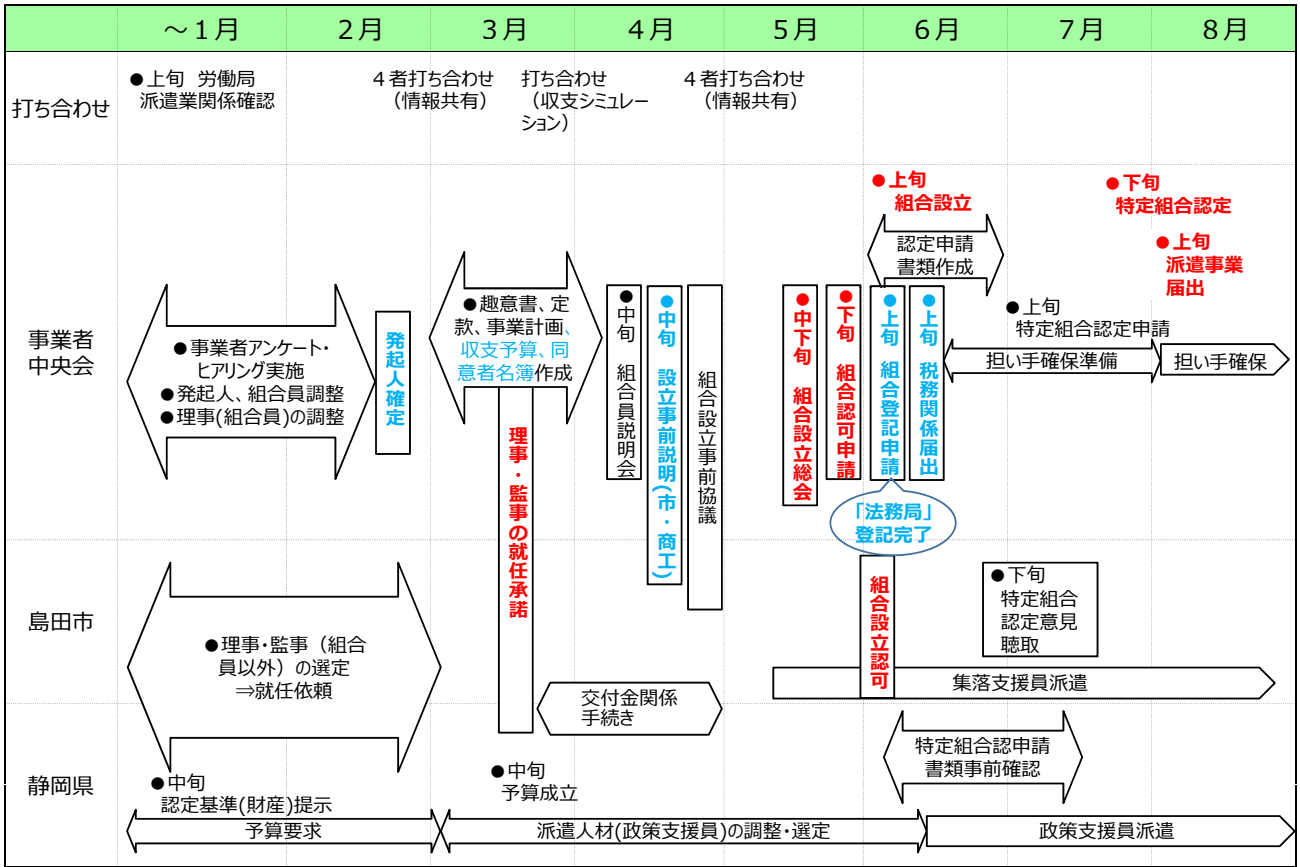 ～１月
２月
３月
４月
５月
６月
７月
８月
打ち合わせ
●上旬　労働局
派遣業関係確認
４者打ち合わせ
（情報共有）
打ち合わせ
（収支シミュレー
ション）
４者打ち合わせ
（情報共有）
事業者
中央会
●事業者アンケート・
ヒアリング実施
●発起人、組合員調整
●理事(組合員)の調整
発起人確定
●趣意書、定
款、事業計画、
収支予算、同
意者名簿作成
理事・監事の就任承諾
●中旬　組合員説明会
●中旬　設立事前説明(市・商工)
組合設立事前協議
●中下旬　組合設立総会
●下旬　組合認可申請
●上旬　組合登記申請
●上旬　税務関係届出
「法務局」
登記完了
●上旬
組合設立
認定申請
書類作成
●下旬
特定組合認定
●上旬
派遣事業
届出
●上旬
特定組合認定申請
担い手確保準備
担い手確保
島田市
●理事・監事（組合
員以外）の選定
⇒就任依頼
交付金関係
手続き
組合設立認可
●下旬
特定組合
認定意見
聴取
集落支援員派遣
静岡県
●中旬
認定基準(財産)提示
予算要求
●中旬
予算成立
派遣人材(政策支援員)の調整・選定
特定組合認申請
書類事前確認
政策支援員派遣